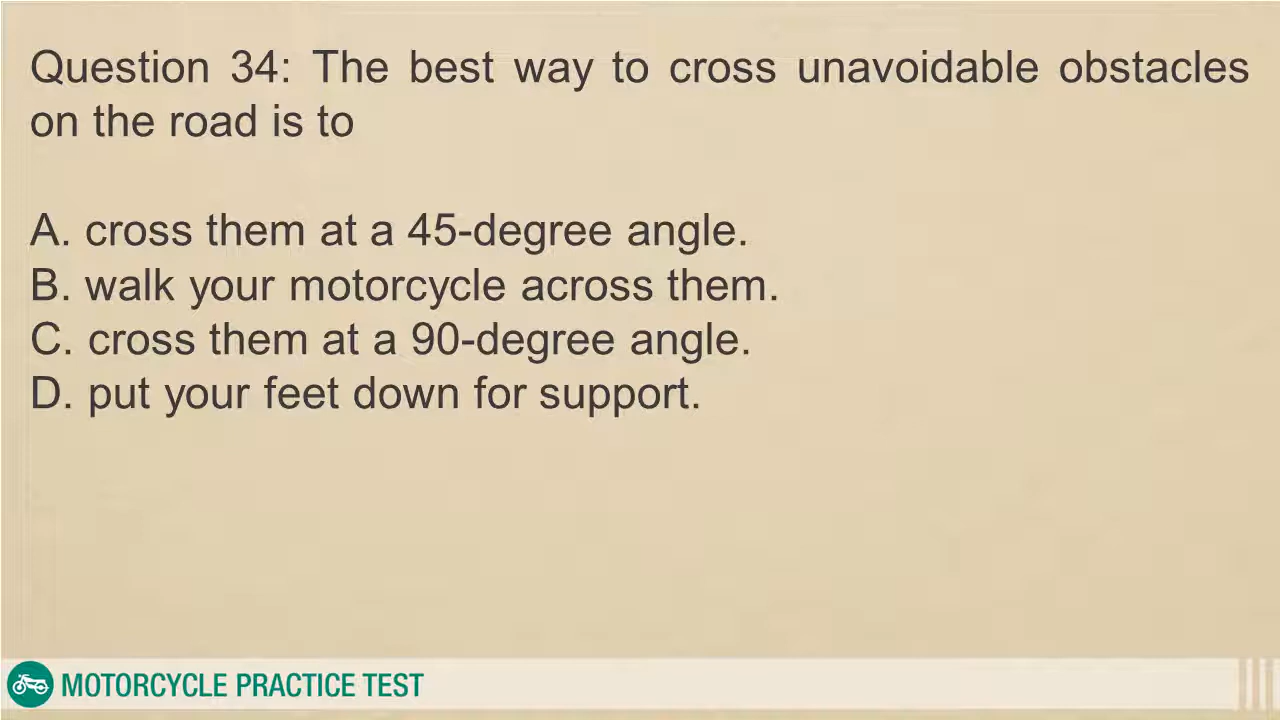 Question 34: The best way to cross unavoidable obstacles
on the road is to
A. cross them at a 45-degree angle.
B. walk your motorcycle across them.
C. cross them at a 90-degree angle.
D. put your feet down for support.
MOTORCYCLE PRACTICE TEST